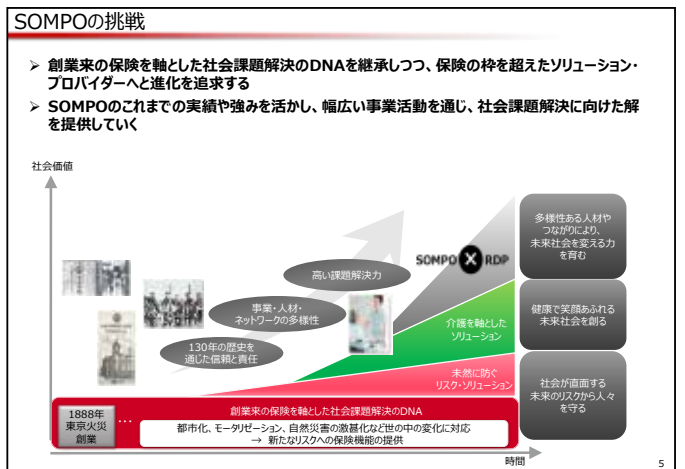 SOMPOの挑戦
➢ 創業来の保険を軸とした社会課題解決のDNAを継承しつつ、保険の枠を超えたソリューション・
プロバイダーへと進化を追求する
➢ SOMPOのこれまでの実績や強みを活かし、幅広い事業活動を通じ、社会課題解決に向けた解
を提供していく
社会価値
高い課題解決力
事業・人材・
ネットワークの多様性
130年の歴史を
通じた信頼と責任
SOMPO X RDP
介護を軸とした
ソリューション
未然に防ぐ
リスク・ソリューション
多様性ある人材や
つながりにより、
未来社会を変える力
を育む
健康で笑顔あふれる
未来社会を創る
社会が直面する
未来のリスクから人々
を守る
1888年
東京火災
創業
…
創業来の保険を軸とした社会課題解決のDNA
都市化、モータリゼーション、自然災害の激甚化など世の中の変化に対応
→ 新たなリスクへの保険機能の提供
時間
5